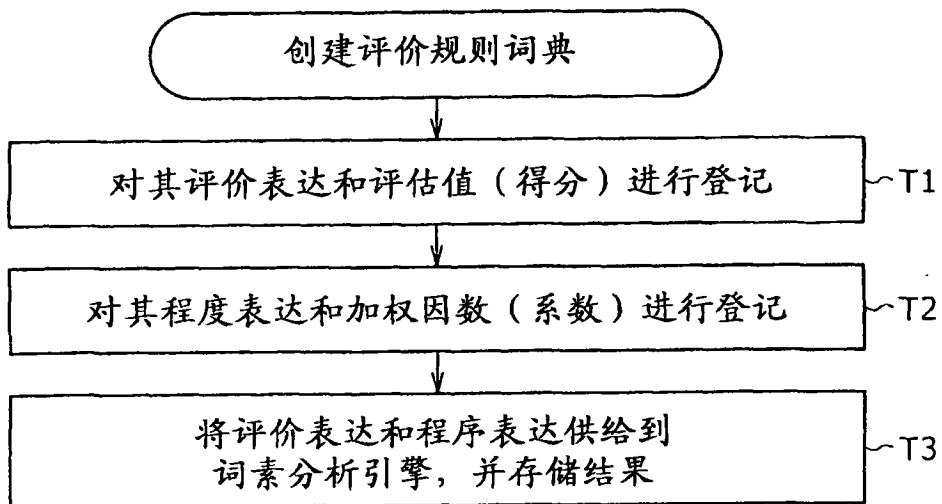 创建评价规则词典
对其评价表达和评估值（得分）进行登记
T1
对其程度表达和加权因数（系数）进行登记
T2
将评价表达和程序表达供给到
词素分析引擎，并存储结果
T3